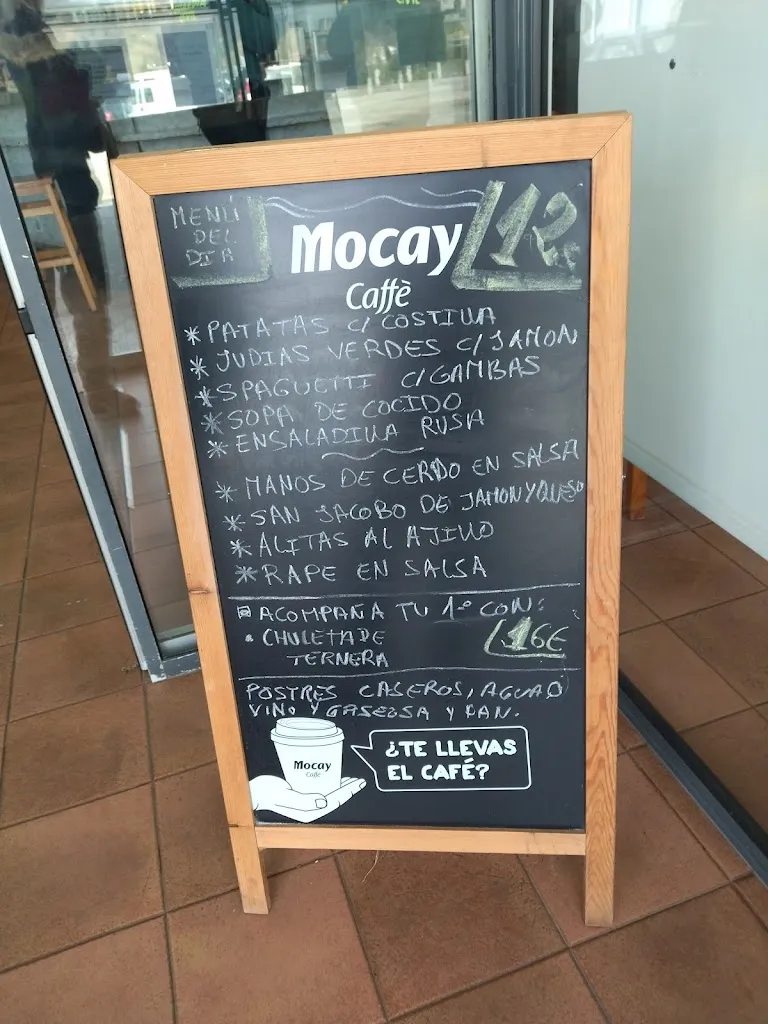 MENÚ
DEL
DIA
12€
Mocay
Caffè
* PATATAS C/ COSTILLA
* JUDIAS VERDES C/ JAMON
* SPAGUETTI C/GAMBAS
* SOPA DE COCIDO
* ENSALADILLA RUSA
* MANOS DE CERDO EN SALSA
* SAN JACOBO DE JAMON Y QUESO
* ALITAS AL AJILLO
* RAPE EN SALSA
ACOMPAÑA TU 1º CON:
• CHULETA DE
TERNERA
16€
POSTRES CASEROS, AGUA O
VINO Y GASEOSA Y PAN.
Mocay
Caffè
¿TE LLEVAS
EL CAFÉ?